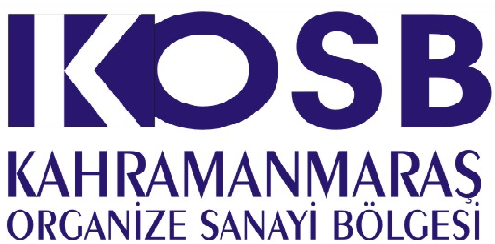 KOSB
KAHRAMANMARAŞ
ORGANİZE SANAYİ BÖLGESİ